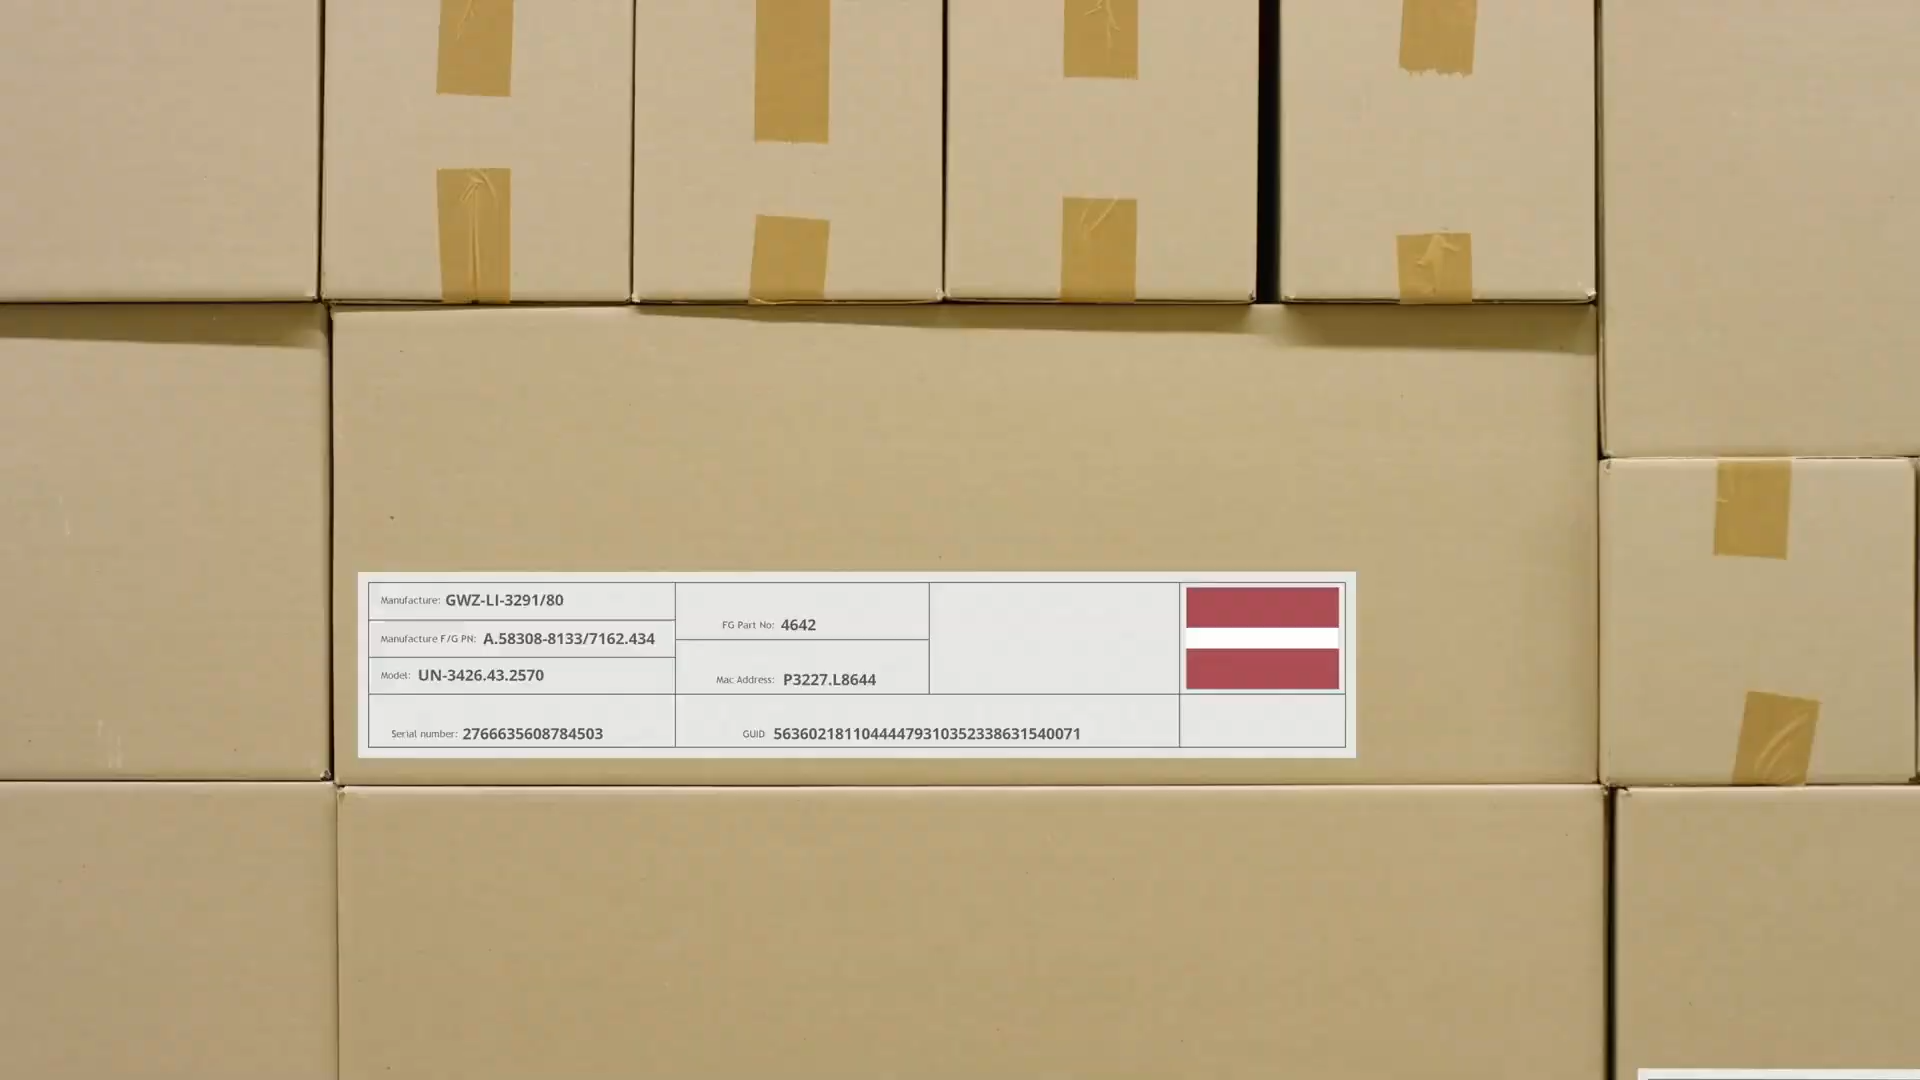 Manufacture: GWZ-LI-3291/80
Manufacture F/G PN: A.58308-8133/7162.434
Model: UN-3426.43.2570
FG Part No: 4642
Mac Address: P3227.L8644
Serial number: 2766635608784503
GUID 56360218110444479310352338631540071